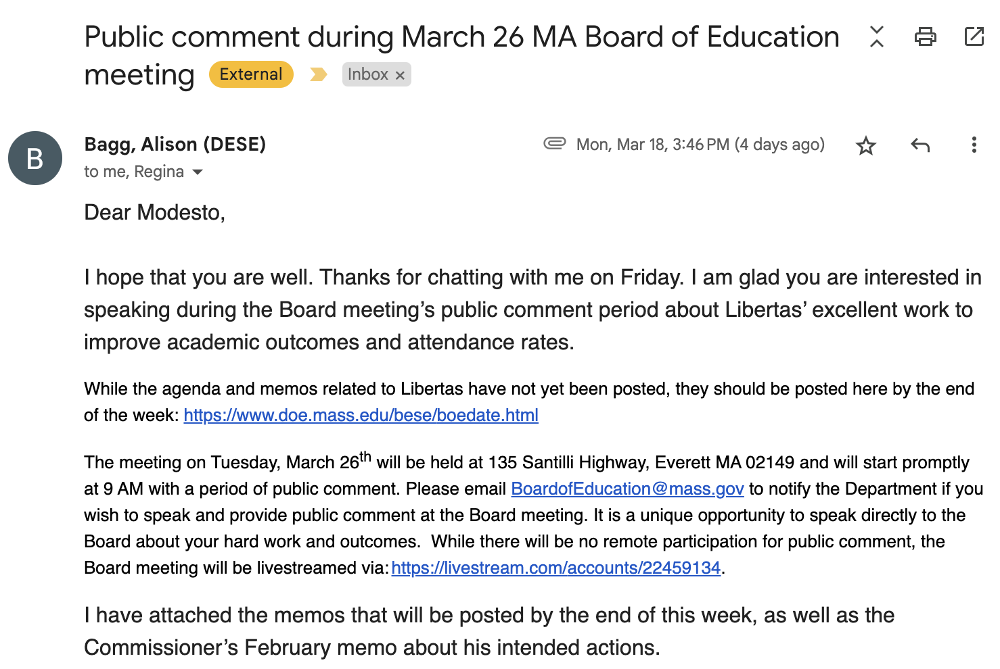 Public comment during March 26 MA Board of Education
meeting External Inbox ×
B
Bagg, Alison (DESE) Mon, Mar 18, 3:46 PM (4 days ago)
to me, Regina
Dear Modesto,
I hope that you are well. Thanks for chatting with me on Friday. I am glad you are interested in
speaking during the Board meeting’s public comment period about Libertas’ excellent work to
improve academic outcomes and attendance rates.
While the agenda and memos related to Libertas have not yet been posted, they should be posted here by the end
of the week: https://www.doe.mass.edu/bese/boedate.html
The meeting on Tuesday, March 26th will be held at 135 Santilli Highway, Everett MA 02149 and will start promptly
at 9 AM with a period of public comment. Please email BoardofEducation@mass.gov to notify the Department if you
wish to speak and provide public comment at the Board meeting. It is a unique opportunity to speak directly to the
Board about your hard work and outcomes.  While there will be no remote participation for public comment, the
Board meeting will be livestreamed via: https://livestream.com/accounts/22459134.
I have attached the memos that will be posted by the end of this week, as well as the
Commissioner’s February memo about his intended actions.